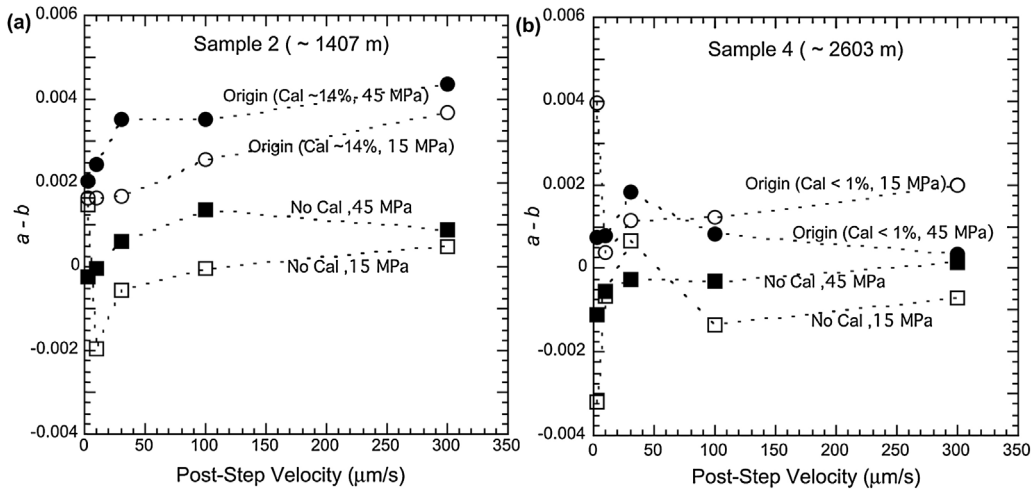 (a)
Sample 2 ( ~ 1407 m)
0.006
0.004
0.002
0
-0.002
-0.004
a - b
Origin (Cal ~14%, 45 MPa)
Origin (Cal ~14%, 15 MPa)
No Cal ,45 MPa
No Cal ,15 MPa
0 50 100 150 200 250 300 350
Post-Step Velocity (μm/s)
(b)
Sample 4 ( ~ 2603 m)
0.006
0.004
0.002
0
-0.002
-0.004
a - b
Origin (Cal < 1%, 15 MPa)
Origin (Cal < 1%, 45 MPa)
No Cal ,45 MPa
No Cal ,15 MPa
0 50 100 150 200 250 300 350
Post-Step Velocity (μm/s)